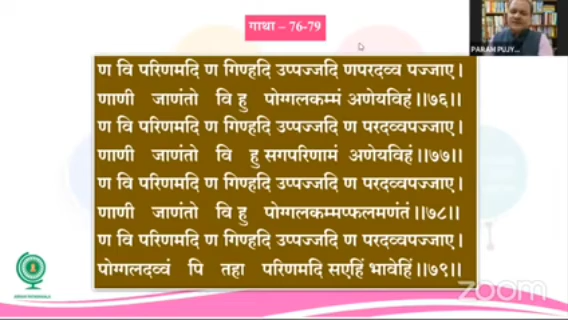 गाथा – 76-79
PARAM PUJY...
ण वि परिणमदि ण गिण्हदि उप्पज्जदि णपरदव्व पज्जाए।
णाणी जाणंतो वि हु पोग्गलकम्मं अणेयविहं।।७६।।
ण वि परिणमदि ण गिण्हदि उप्पज्जदि ण परदव्वपज्जाए।
णाणी जाणंतो वि हु सगपरिणामं अणेयविहं।।७७।।
ण वि परिणमदि ण गिण्हदि उप्पज्जदि ण परदव्वपज्जाए।
णाणी जाणंतो वि हु पोग्गलकम्मप्फलमणंतं।।७८।।
ण वि परिणमदि ण गिण्हदि उप्पज्जदि ण परदव्वपज्जाए।
पोग्गलदव्वं पि तहा परिणमदि सएहिं भावेहिं।।७९।।
zoom